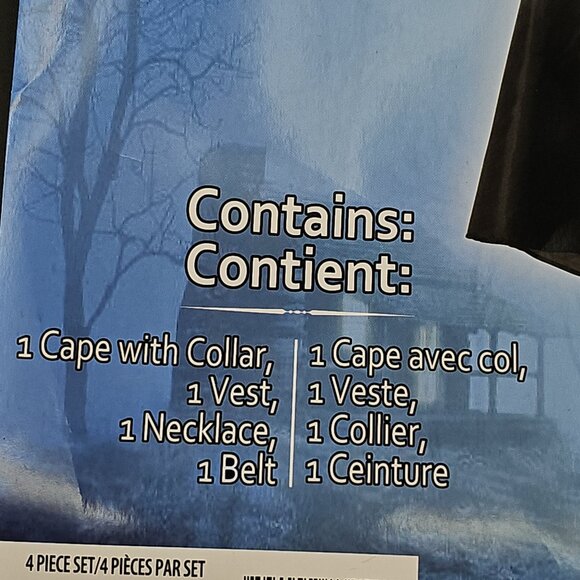 Contains:
Contient:
1 Cape with Collar,
1 Vest,
1 Necklace,
1 Belt
1 Cape avec col,
1 Veste,
1 Collier,
1 Ceinture
4 PIECE SET/4 PIÈCES PAR SET